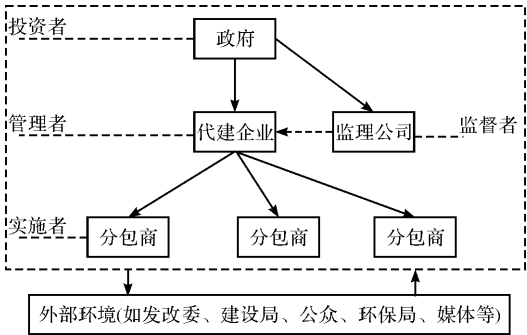 投资者
政府
管理者
代建企业
监理公司
监督者
实施者
分包商
分包商
分包商
外部环境(如发改委、建设局、公众、环保局、媒体等)